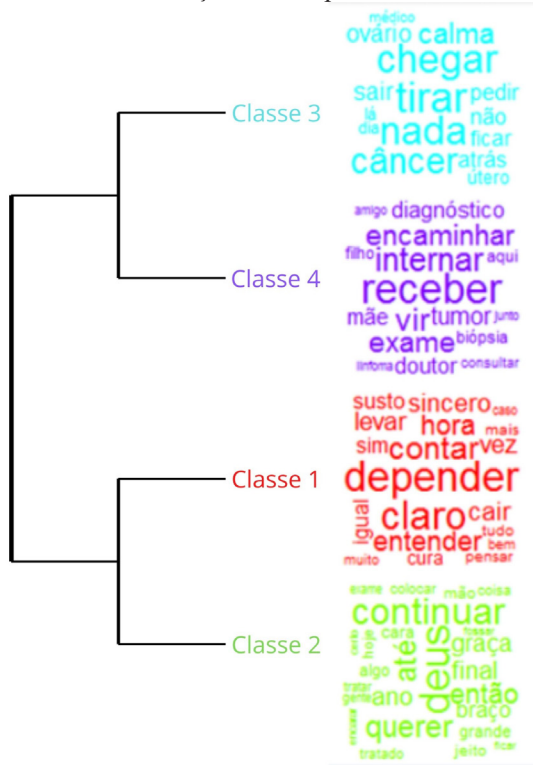 médico
ovário calma
chegar
Classe 3
sair tirar pedir
lá não
dia nada ficar
câncer atrás
útero
amigo diagnóstico
encaminhar
filho internar aqui
Classe 4
receber
mãe vir tumor junto
exame biópsia
linfoma doutor consultar
susto sincero caso
levar hora mais
sim contar vez
Classe 1
depender
igual claro cair
tudo
entender bem
muito cura pensar
exame colocar mão coisa
continuar
hoje cara até deus graça
Classe 2
algo final
tratar
gente ano então
braço
querer grande
tratado jeito ficar